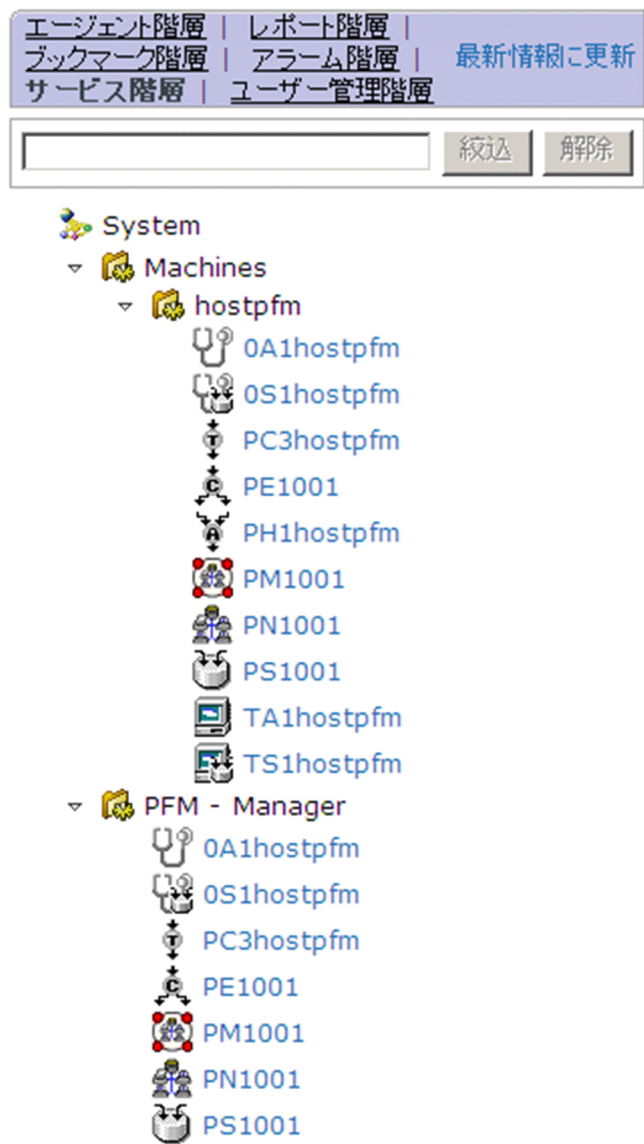 エージェント階層 | レポート階層 |
ブックマーク階層 | アラーム階層 | 最新情報に更新
サービス階層 | ユーザー管理階層
絞込 解除
System
Machines
hostpfm
0A1hostpfm
0S1hostpfm
PC3hostpfm
PE1001
PH1hostpfm
PM1001
PN1001
PS1001
TA1hostpfm
TS1hostpfm
PFM - Manager
0A1hostpfm
0S1hostpfm
PC3hostpfm
PE1001
PM1001
PN1001
PS1001